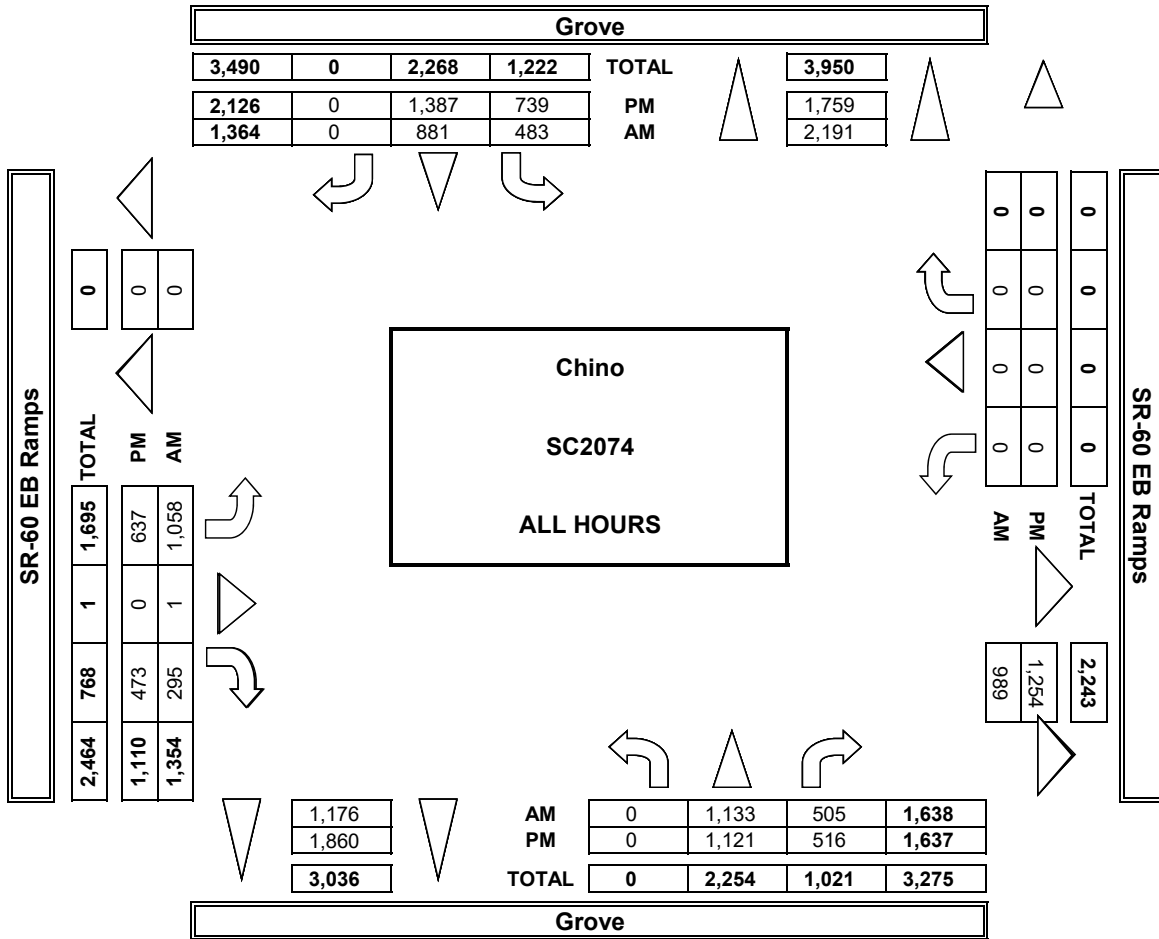 Grove
3,490 0 2,268 1,222 TOTAL 3,950
2,126 0 1,387 739 PM 1,759
1,364 0 881 483 AM 2,191
SR-60 EB Ramps
0 0 0
TOTAL PM AM
1,695 637 1,058
1 0 1
768 473 295
2,464 1,110 1,354
Chino
SC2074
ALL HOURS
0 0 0
0 0 0
0 0 0
0 0 0
AM PM TOTAL
989 1,254 2,243
SR-60 EB Ramps
1,176 AM 0 1,133 505 1,638
1,860 PM 0 1,121 516 1,637
3,036 TOTAL 0 2,254 1,021 3,275
Grove